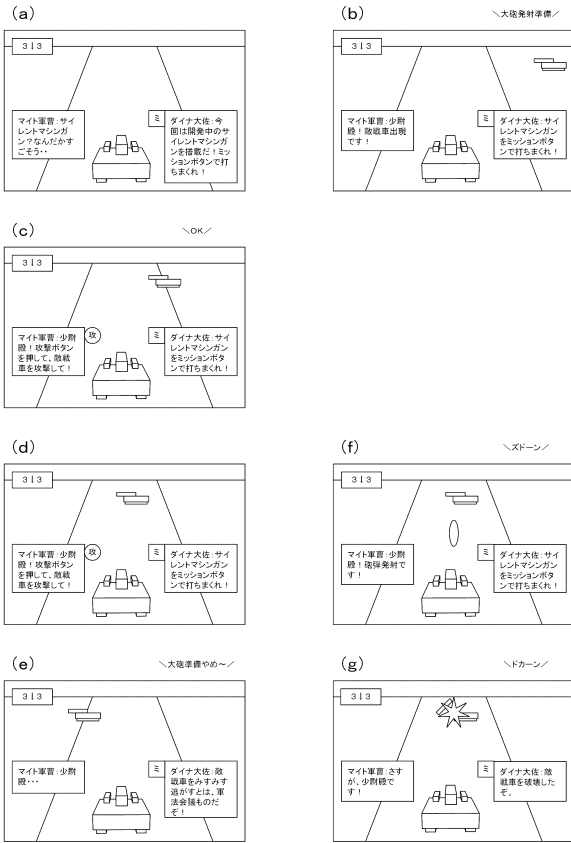 (a)
3↓3
マイト軍曹:サイ
レントマシンガ
ン?なんだかす
ごそう・・
ミ
ダイナ大佐:今
回は開発中のサ
イレントマシンガ
ンを搭載だ!ミッ
ションボタンで打
ちまくれ!
(b)
＼大砲発射準備／
3↓3
マイト軍曹:少尉
殿!敵戦車出現
です!
ミ
ダイナ大佐:サイ
レントマシンガン
をミッションボタ
ンで打ちまくれ!
(c)
＼OK／
3↓3
マイト軍曹:少尉
殿!攻撃ボタン
を押して、敵戦
車を攻撃して!
攻
ミ
ダイナ大佐:サイ
レントマシンガン
をミッションボタ
ンで打ちまくれ!
(d)
3↓3
マイト軍曹:少尉
殿!攻撃ボタン
を押して、敵戦
車を攻撃して!
攻
ミ
ダイナ大佐:サイ
レントマシンガン
をミッションボタ
ンで打ちまくれ!
(f)
＼ズドーン／
3↓3
マイト軍曹:少尉
殿!砲弾発射で
す!
ミ
ダイナ大佐:サイ
レントマシンガン
をミッションボタ
ンで打ちまくれ!
(e)
＼大砲準備やめ～／
3↓3
マイト軍曹:少尉
殿・・・
ミ
ダイナ大佐:敵
戦車をみすみす
逃がすとは、軍
法会議ものだ
ぞ!
(g)
＼ドカーン／
3↓3
マイト軍曹:さす
が、少尉殿で
す!
ミ
ダイナ大佐:敵
戦車を破壊した
ぞ。